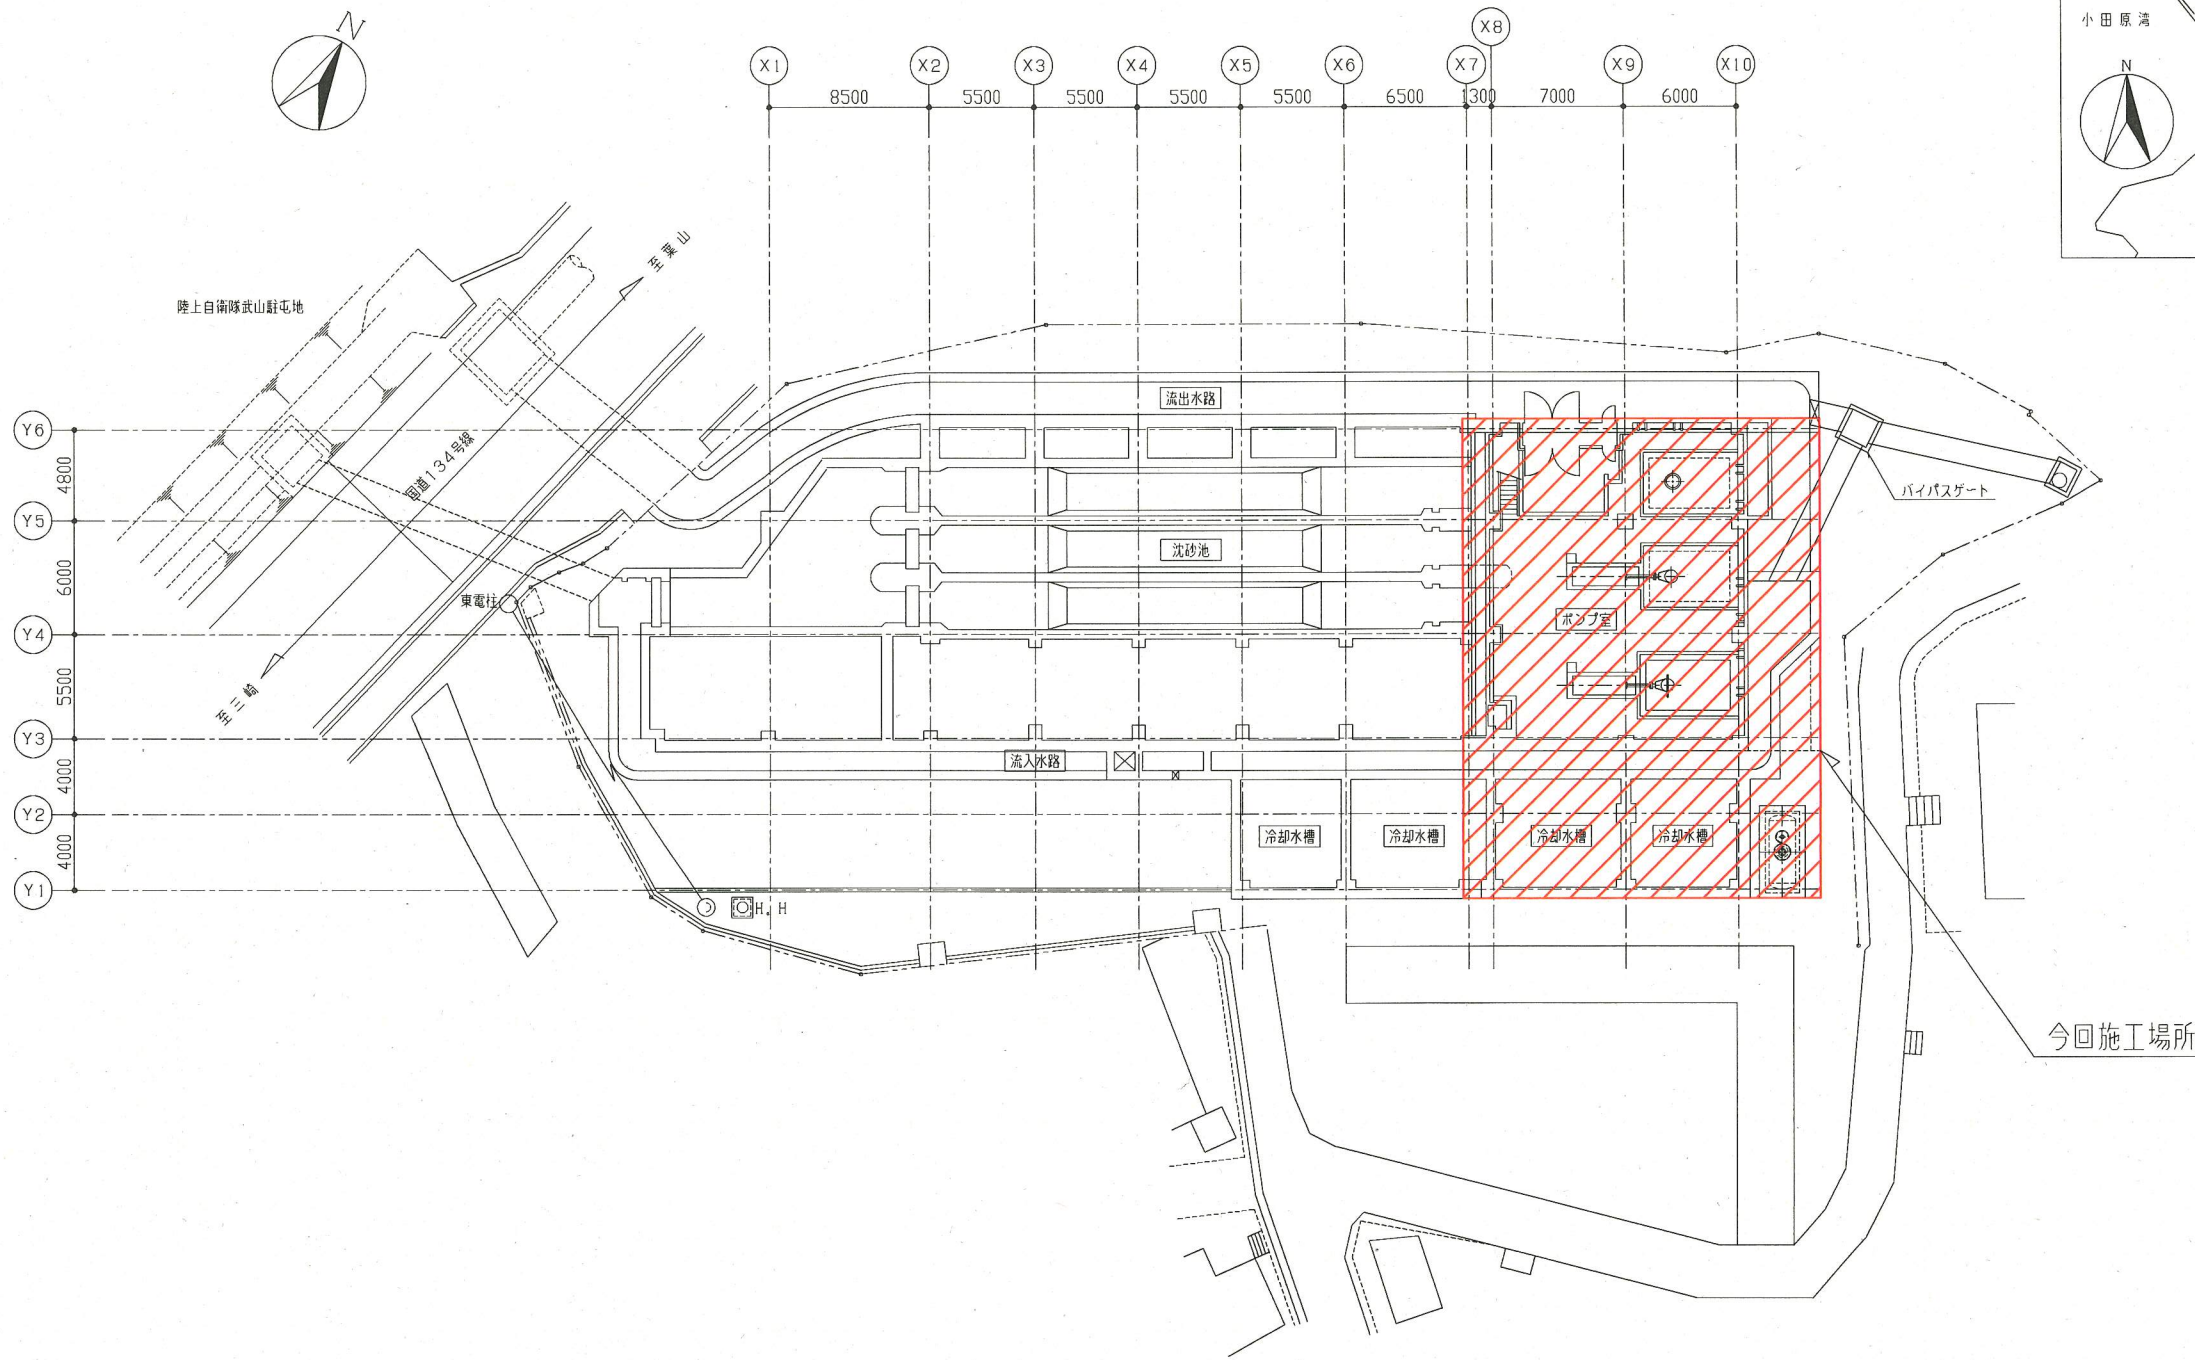 N
小田原湾
N
X8
X1
X2
X3
X4
X5
X6
X7
X9
X10
8500
5500
5500
5500
5500
6500
1300
7000
6000
至葉山
陸上自衛隊武山駐屯地
国道134号線
至三崎
東電柱
流出水路
沈砂池
ポンプ室
バイパスゲート
流入水路
冷却水槽
冷却水槽
冷却水槽
冷却水槽
H.H
今回施工場所
Y6
4800
Y5
6000
Y4
5500
Y3
4000
Y2
4000
Y1